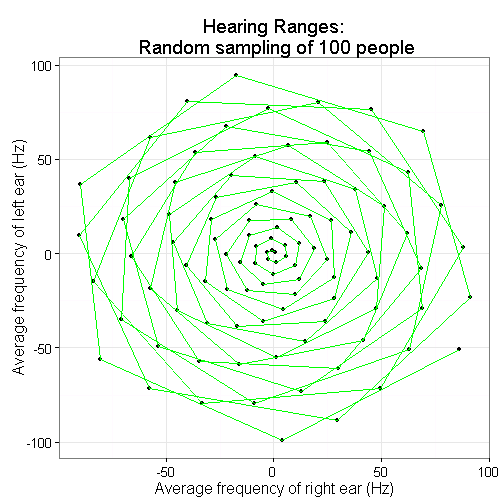 Hearing Ranges:
Random sampling of 100 people
Average frequency of left ear (Hz)
100
50
0
-50
-100
-50
0
50
100
Average frequency of right ear (Hz)